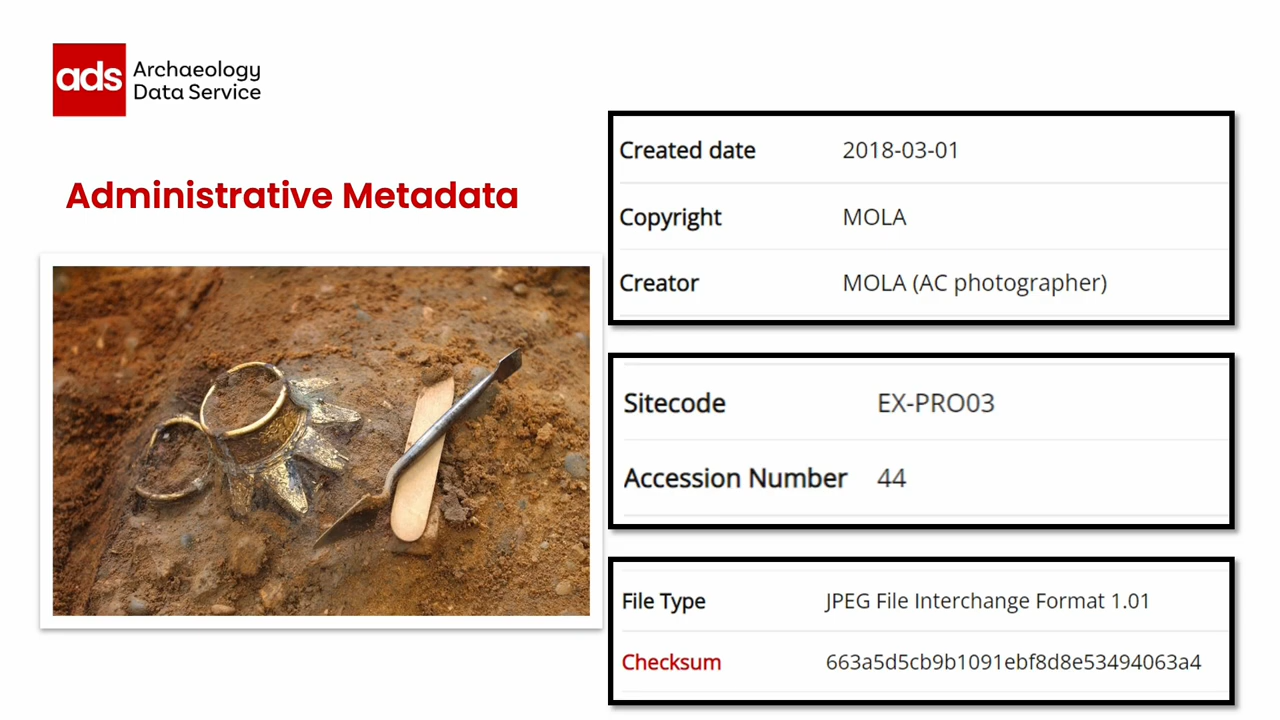 ads Archaeology
Data Service
Administrative Metadata
Created date 2018-03-01
Copyright MOLA
Creator MOLA (AC photographer)
Sitecode EX-PRO03
Accession Number 44
File Type JPEG File Interchange Format 1.01
Checksum 663a5d5cb9b1091ebf8d8e53494063a4